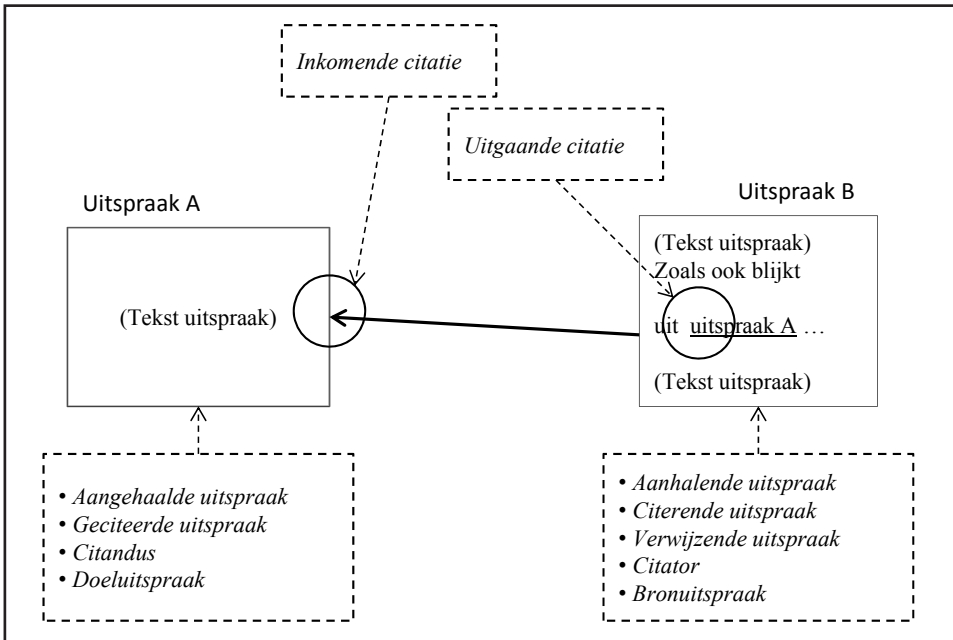 Inkomende citatie
Uitgaande citatie
Uitspraak A
Uitspraak B
(Tekst uitspraak)
(Tekst uitspraak)
Zoals ook blijkt
uit uitspraak A …
(Tekst uitspraak)
• Aangehaalde uitspraak
• Geciteerde uitspraak
• Citandus
• Doeluitspraak
• Aanhalende uitspraak
• Citerende uitspraak
• Verwijzende uitspraak
• Citator
• Bronuitspraak